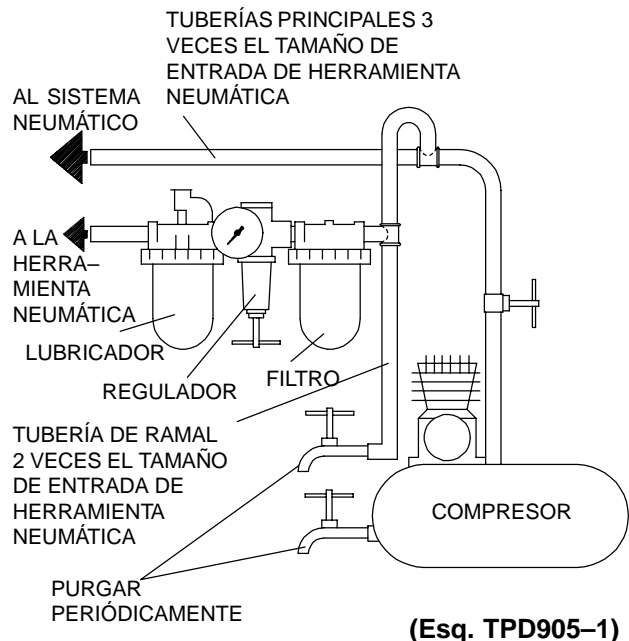 TUBERÍAS PRINCIPALES 3
VECES EL TAMAÑO DE
ENTRADA DE HERRAMIENTA
NEUMÁTICA
AL SISTEMA
NEUMÁTICO
A LA
HERRA–
MIENTA
NEUMÁTICA
LUBRICADOR
REGULADOR
FILTRO
TUBERÍA DE RAMAL
2 VECES EL TAMAÑO
DE ENTRADA DE
HERRAMIENTA
NEUMÁTICA
COMPRESOR
PURGAR
PERIÓDICAMENTE
(Esq. TPD905–1)